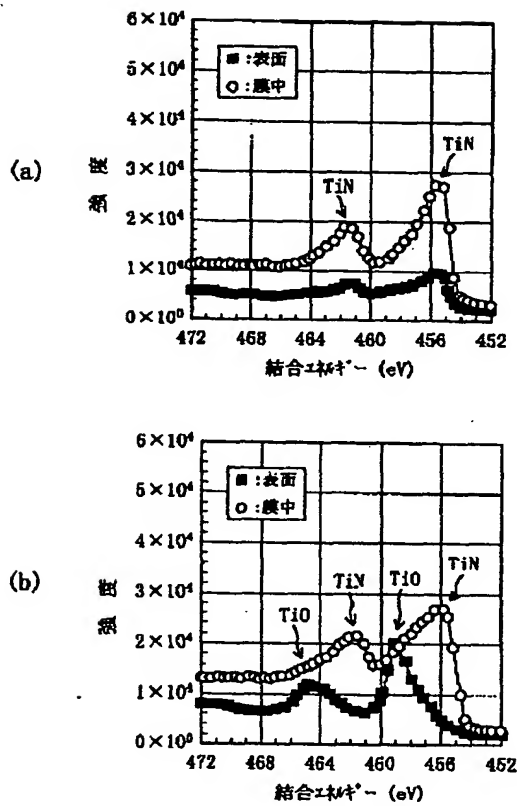 (a)
強度
6×10⁴
5×10⁴
4×10⁴
3×10⁴
2×10⁴
1×10⁴
0×10⁰
■:表面
○:膜中
TiN
TiN
472 468 464 460 456 452
結合エネルギー (eV)
(b)
強度
6×10⁴
5×10⁴
4×10⁴
3×10⁴
2×10⁴
1×10⁴
0×10⁰
■:表面
○:膜中
TiO
TiN
TiO
TiN
472 468 464 460 456 452
結合エネルギー (eV)